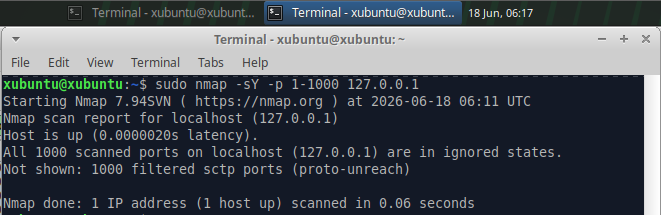 Terminal - xubuntu@xubunt... Terminal - xubuntu@xubunt... 18 Jun, 06:17
Terminal - xubuntu@xubuntu: ~
File Edit View Terminal Tabs Help
xubuntu@xubuntu:~$ sudo nmap -sY -p 1-1000 127.0.0.1
Starting Nmap 7.94SVN ( https://nmap.org ) at 2026-06-18 06:11 UTC
Nmap scan report for localhost (127.0.0.1)
Host is up (0.0000020s latency).
All 1000 scanned ports on localhost (127.0.0.1) are in ignored states.
Not shown: 1000 filtered sctp ports (proto-unreach)
Nmap done: 1 IP address (1 host up) scanned in 0.06 seconds